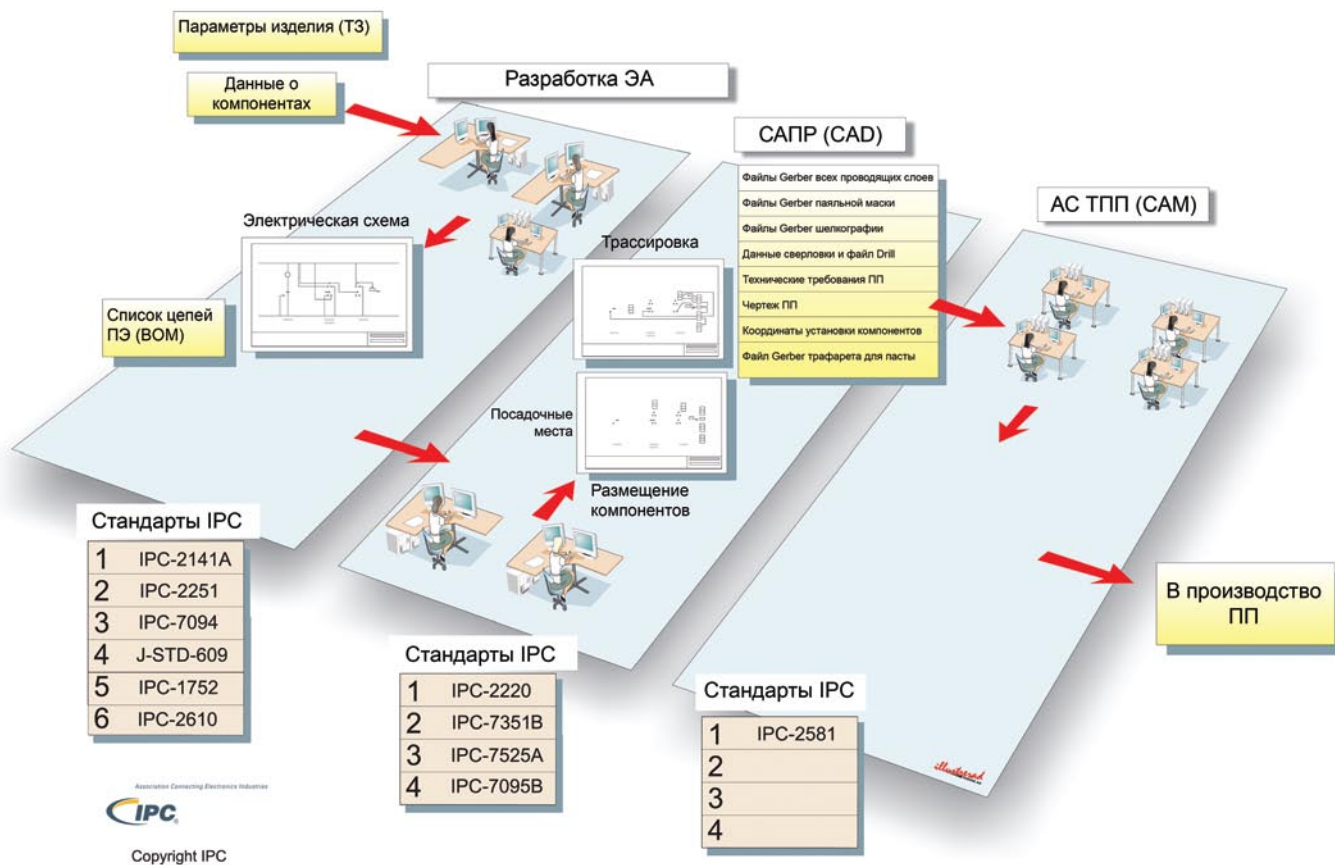 Параметры изделия (ТЗ)
Данные о
компонентах
Разработка ЭА
САПР (CAD)
Файлы Gerber всех проводящих слоев
Файлы Gerber паяльной маски
Файлы Gerber шелкографии
Данные сверловки и файл Drill
Технические требования ПП
Чертеж ПП
Координаты установки компонентов
Файл Gerber трафарета для пасты
АС ТПП (CAM)
Электрическая схема
Трассировка
Список цепей
ПЭ (BOM)
Посадочные
места
Размещение
компонентов
В производство
ПП
Стандарты IPC
1 IPC-2141A
2 IPC-2251
3 IPC-7094
4 J-STD-609
5 IPC-1752
6 IPC-2610
Стандарты IPC
1 IPC-2220
2 IPC-7351B
3 IPC-7525A
4 IPC-7095B
Стандарты IPC
1 IPC-2581
2
3
4
Association Connecting Electronics Industries
IPC
Copyright IPC